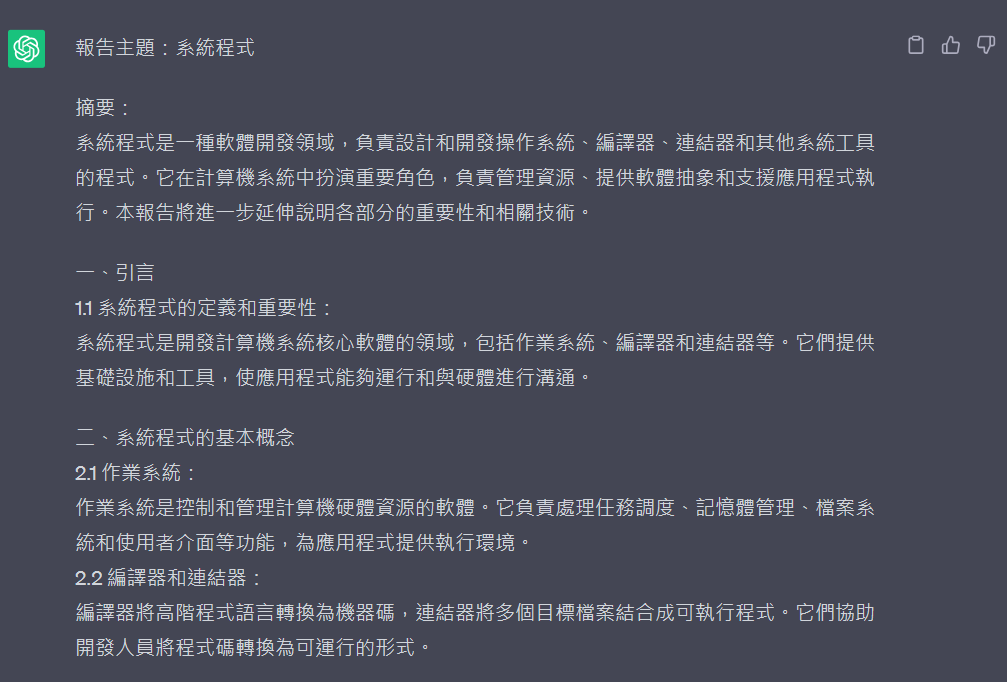 報告主題：系統程式
摘要：
系統程式是一種軟體開發領域，負責設計和開發操作系統、編譯器、連結器和其他系統工具
的程式。它在計算機系統中扮演重要角色，負責管理資源、提供軟體抽象和支援應用程式執
行。本報告將進一步延伸說明各部分的重要性和相關技術。
一、引言
1.1 系統程式的定義和重要性：
系統程式是開發計算機系統核心軟體的領域，包括作業系統、編譯器和連結器等。它們提供
基礎設施和工具，使應用程式能夠運行和與硬體進行溝通。
二、系統程式的基本概念
2.1 作業系統：
作業系統是控制和管理計算機硬體資源的軟體。它負責處理任務調度、記憶體管理、檔案系
統和使用者介面等功能，為應用程式提供執行環境。
2.2 編譯器和連結器：
編譯器將高階程式語言轉換為機器碼，連結器將多個目標檔案結合成可執行程式。它們協助
開發人員將程式碼轉換為可運行的形式。